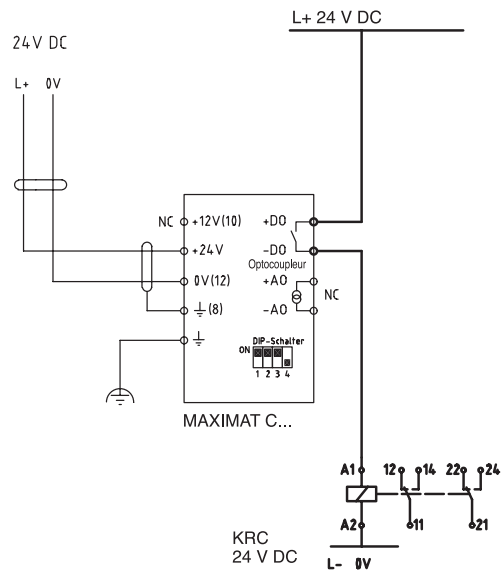 L+ 24 V DC
24V DC
L+ 0V
NC +12V(10) +DO
+24V -DO
Optocoupleur
0V(12) +AO
NC
(8) -AO
DIP-Schalter
ON
1 2 3 4
MAXIMAT C...
A1 12 14 22 24
A2 11 21
KRC
24 V DC
L- 0V